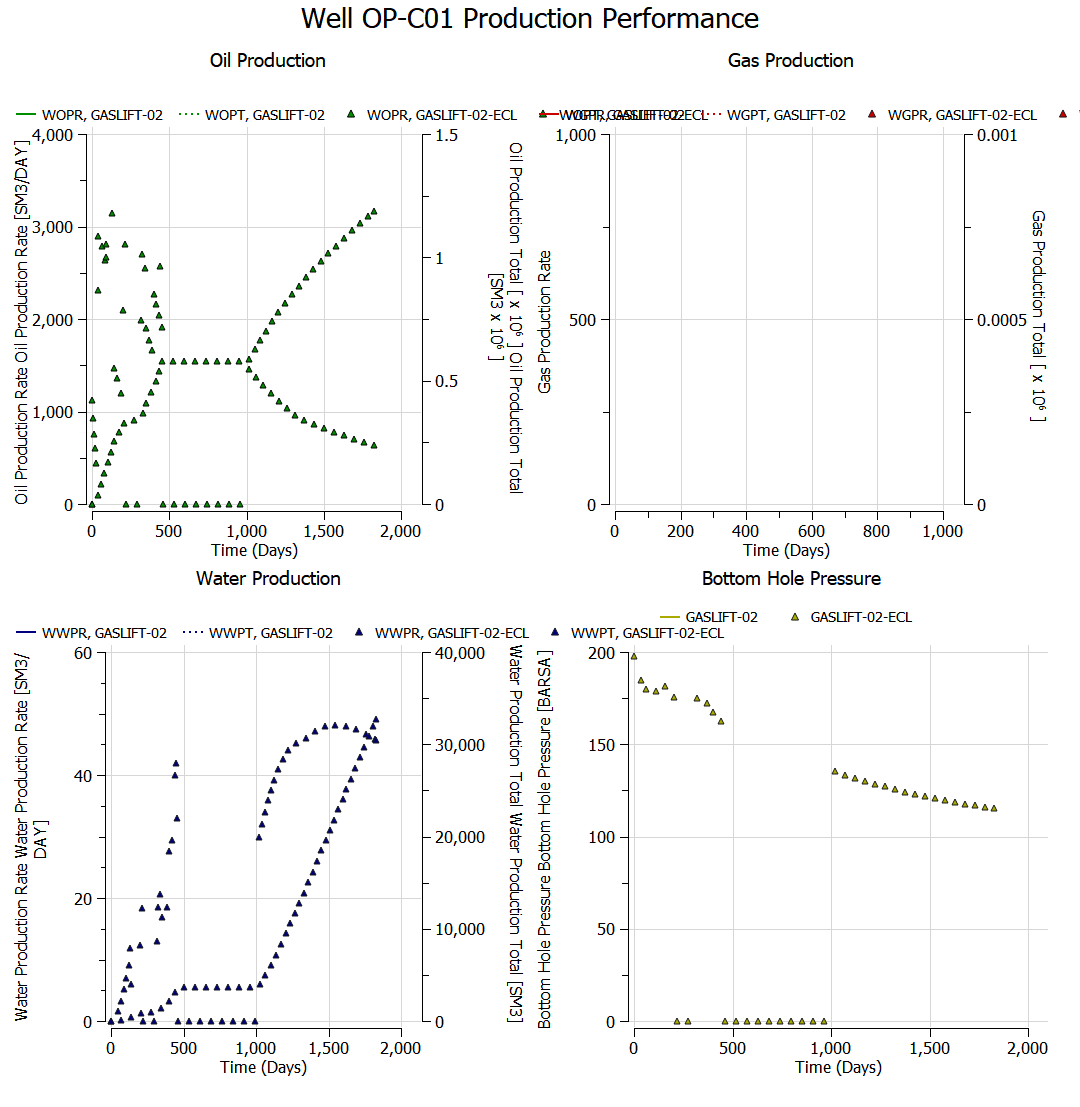 Well OP-C01 Production Performance
Oil Production
WOPR, GASLIFT-02 WOPT, GASLIFT-02 WOPR, GASLIFT-02-ECL WOPT, GASLIFT-02-ECL
Oil Production Rate Oil Production Rate [SM3/DAY]
4,000
3,000
2,000
1,000
0
1.5
1
0.5
0
Oil Production Total [ x 10⁶ ] Oil Production Total
[SM3 x 10⁶ ]
0 500 1,000 1,500 2,000
Time (Days)
Gas Production
WGPR, GASLIFT-02 WGPT, GASLIFT-02 WGPR, GASLIFT-02-ECL
Gas Production Rate
1,000
500
0
0.001
0.0005
0
Gas Production Total [ x 10⁶ ]
0 200 400 600 800 1,000
Time (Days)
Water Production
WWPR, GASLIFT-02 WWPT, GASLIFT-02 WWPR, GASLIFT-02-ECL WWPT, GASLIFT-02-ECL
Water Production Rate Water Production Rate [SM3/
DAY]
60
40
20
0
40,000
30,000
20,000
10,000
0
Water Production Total Water Production Total [SM3]
0 500 1,000 1,500 2,000
Time (Days)
Bottom Hole Pressure
GASLIFT-02 GASLIFT-02-ECL
Bottom Hole Pressure Bottom Hole Pressure [BARSA]
200
150
100
50
0
0 500 1,000 1,500 2,000
Time (Days)